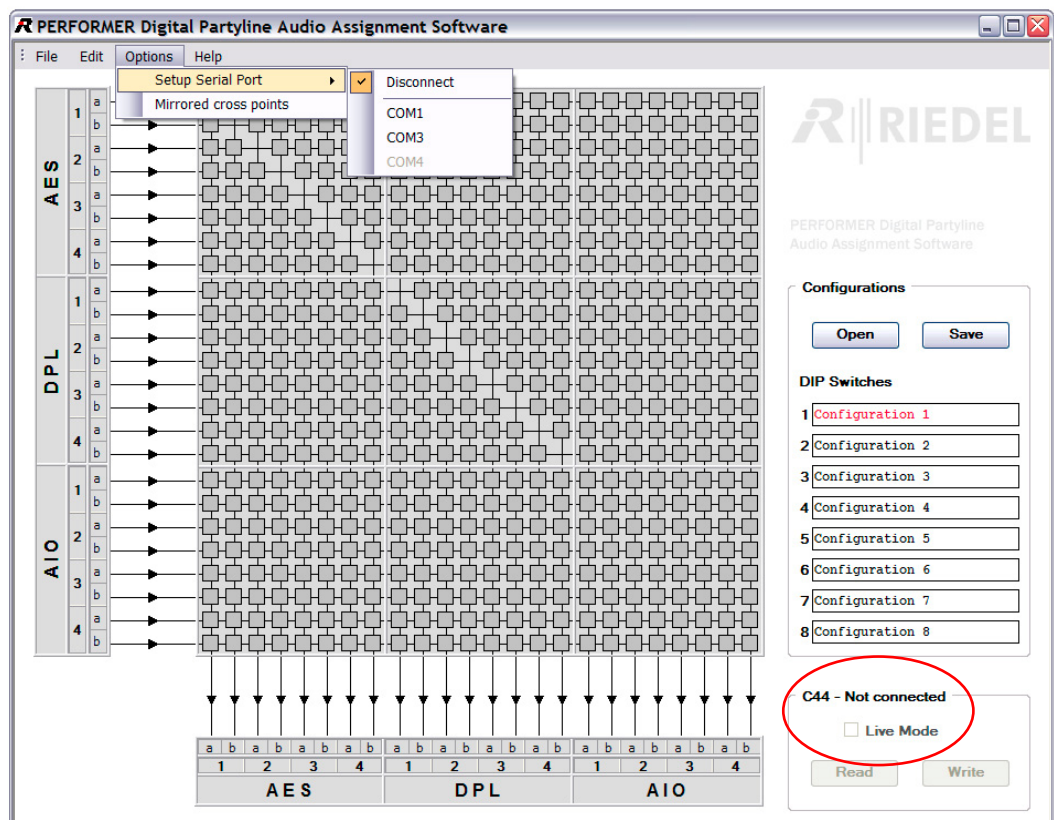 PERFORMER Digital Partyline Audio Assignment Software
File Edit Options Help
Setup Serial Port
Mirrored cross points
Disconnect
COM1
COM3
COM4
AES
1 a
b
2 a
b
3 a
b
4 a
b
DPL
1 a
b
2 a
b
3 a
b
4 a
b
AIO
1 a
b
2 a
b
3 a
b
4 a
b
a b a b a b a b a b a b a b a b a b a b a b a b
1 2 3 4 1 2 3 4 1 2 3 4
AES DPL AIO
RIEDEL
PERFORMER Digital Partyline
Audio Assignment Software
Configurations
Open Save
DIP Switches
1 Configuration 1
2 Configuration 2
3 Configuration 3
4 Configuration 4
5 Configuration 5
6 Configuration 6
7 Configuration 7
8 Configuration 8
C44 - Not connected
Live Mode
Read Write